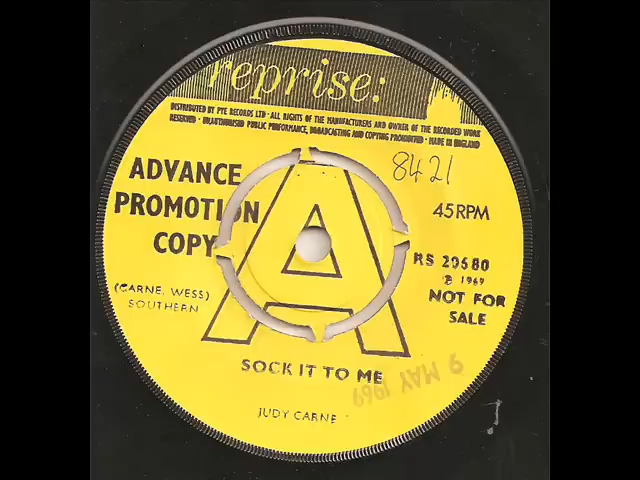 reprise:
DISTRIBUTED BY PYE RECORDS LTD · ALL RIGHTS OF THE MANUFACTURERS AND OWNER OF THE RECORDED WORK
RESERVED · UNAUTHORISED PUBLIC PERFORMANCE, BROADCASTING AND COPYING PROHIBITED · MADE IN ENGLAND
8421
ADVANCE
PROMOTION
COPY
A
45 RPM
RS 20680
℗ 1969
NOT FOR
SALE
(CARNE, WESS)
SOUTHERN
SOCK IT TO ME
9 MAY 1969
JUDY CARNE